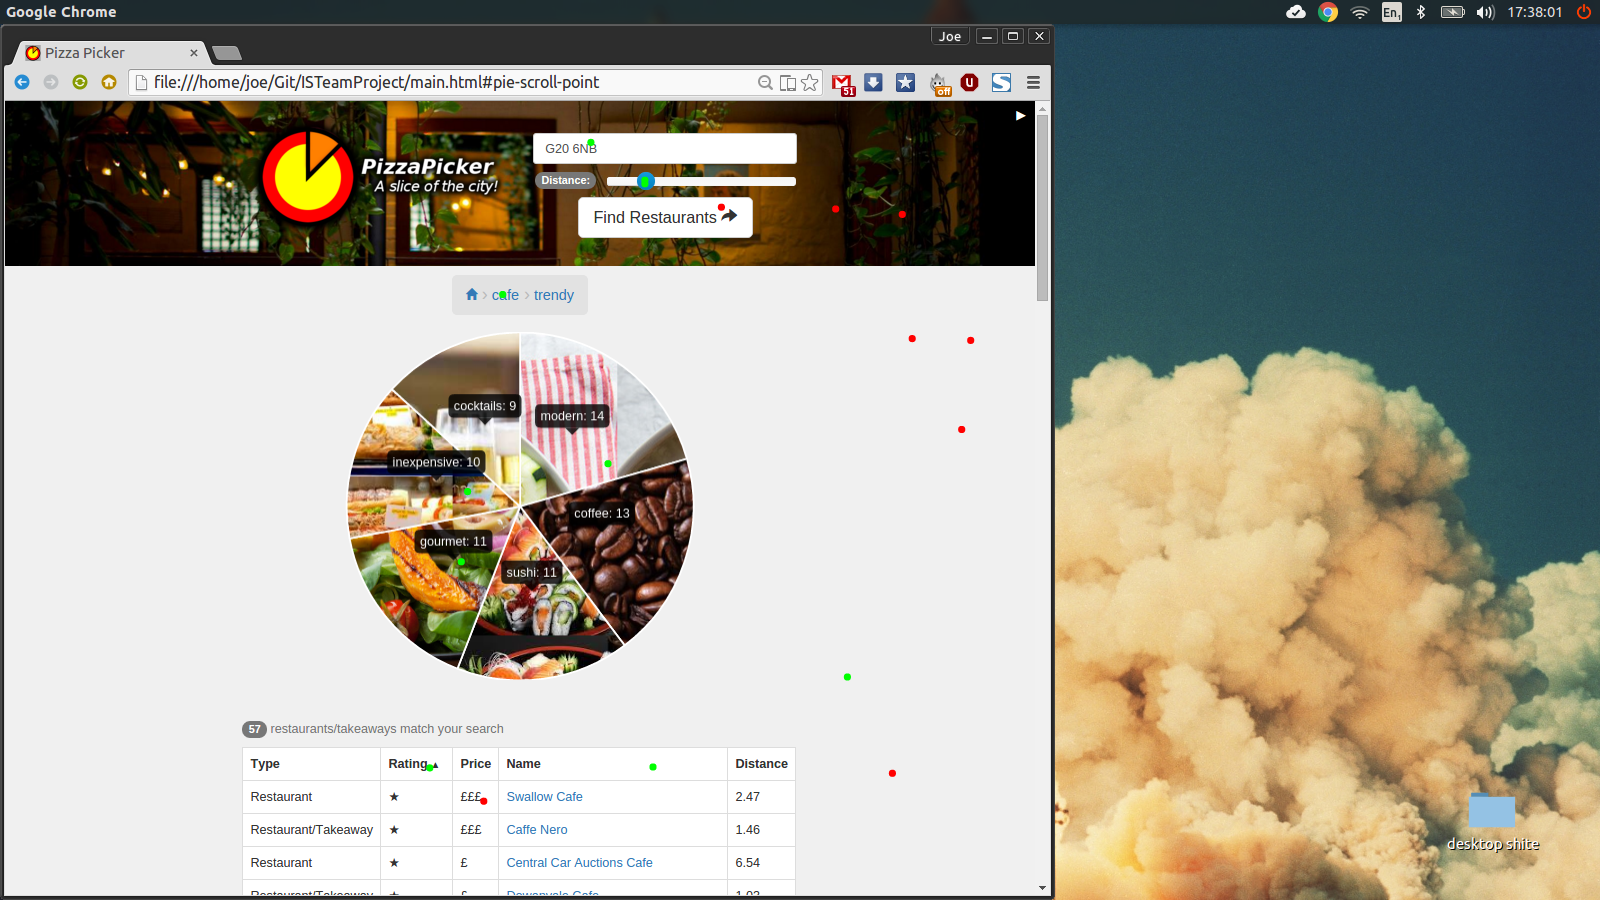 Google Chrome
En1
17:38:01
Joe
Pizza Picker
file:///home/joe/Git/ISTeamProject/main.html#pie-scroll-point
51
off
U
S
PizzaPicker
A slice of the city!
G20 6NB
Distance:
Find Restaurants
cafe
trendy
cocktails: 9
modern: 14
inexpensive: 10
coffee: 13
gourmet: 11
sushi: 11
57 restaurants/takeaways match your search
Type Rating Price Name Distance
Restaurant ★ £££ Swallow Cafe 2.47
Restaurant/Takeaway ★ £££ Caffe Nero 1.46
Restaurant ★ £ Central Car Auctions Cafe 6.54
desktop shite